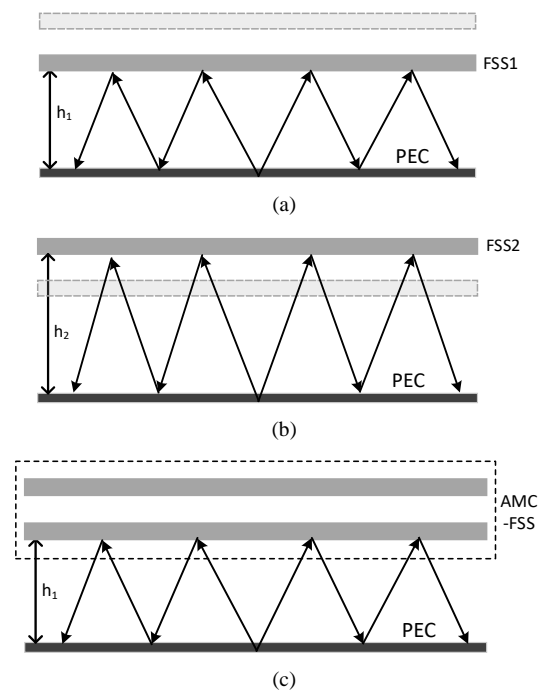 FSS1
h₁
PEC
(a)
FSS2
h₂
PEC
(b)
AMC
-FSS
h₁
PEC
(c)